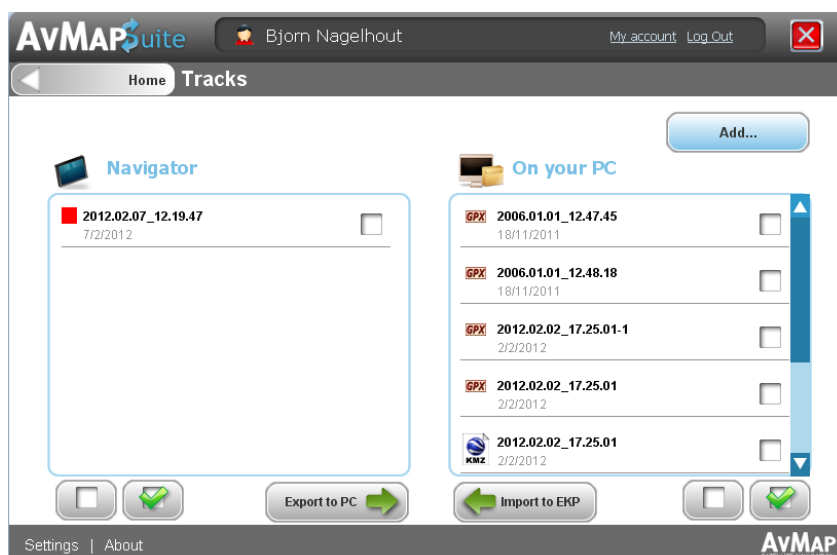 AvMAP Suite Bjorn Nagelhout My account Log Out
Home Tracks
Add...
Navigator
2012.02.07_12.19.47
7/2/2012
Export to PC
On your PC
GPX 2006.01.01_12.47.45
18/11/2011
GPX 2006.01.01_12.48.18
18/11/2011
GPX 2012.02.02_17.25.01-1
2/2/2012
GPX 2012.02.02_17.25.01
2/2/2012
2012.02.02_17.25.01
KMZ 2/2/2012
Import to EKP
Settings | About
AvMAP